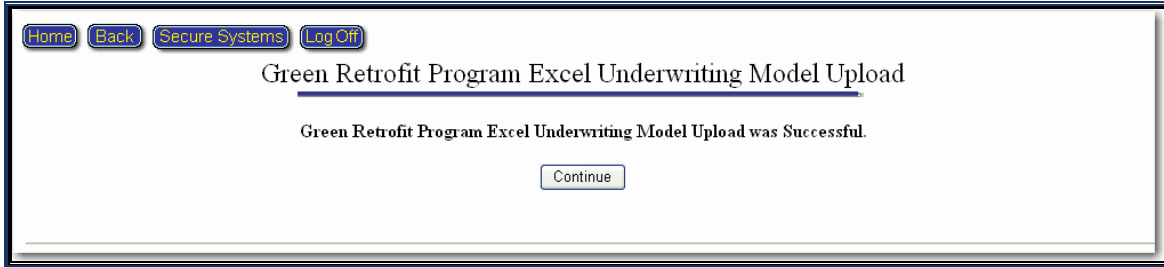 Home Back Secure Systems Log Off
Green Retrofit Program Excel Underwriting Model Upload
Green Retrofit Program Excel Underwriting Model Upload was Successful.
Continue